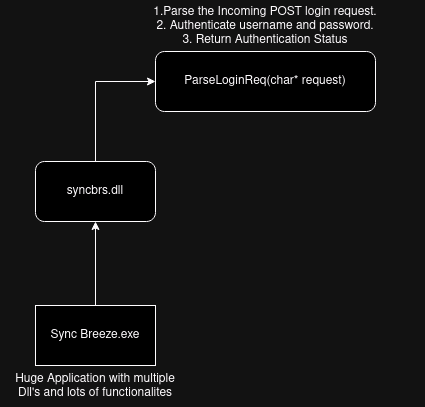 1.Parse the Incoming POST login request.
2. Authenticate username and password.
3. Return Authentication Status
ParseLoginReq(char* request)
syncbrs.dll
Sync Breeze.exe
Huge Application with multiple
Dll's and lots of functionalites